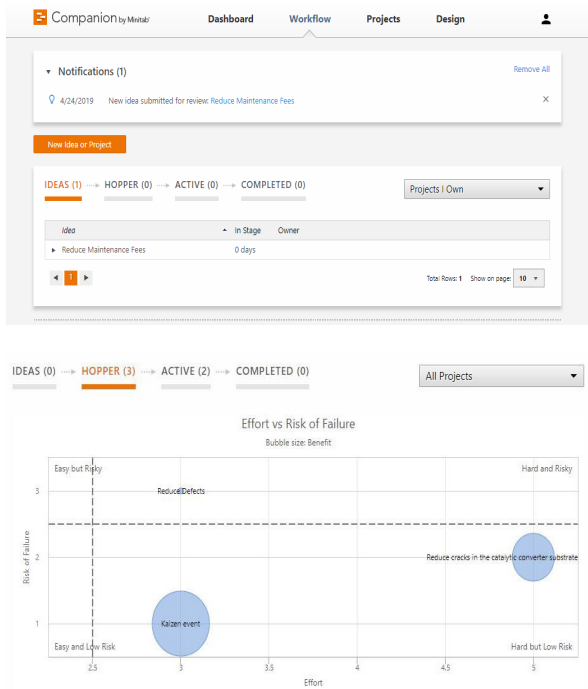 Companion by Minitab®
Dashboard Workflow Projects Design
Notifications (1) Remove All
4/24/2019 New idea submitted for review: Reduce Maintenance Fees X
New Idea or Project
IDEAS (1) HOPPER (0) ACTIVE (0) COMPLETED (0) Projects I Own
Idea In Stage Owner
Reduce Maintenance Fees 0 days
1 Total Rows: 1 Show on page: 10
IDEAS (0) HOPPER (3) ACTIVE (2) COMPLETED (0) All Projects
Effort vs Risk of Failure
Bubble size: Benefit
Easy but Risky Hard and Risky
3 Reduce Defects
Risk of Failure
2 Reduce cracks in the catalytic converter substrate
1 Kaizen event
Easy and Low Risk Hard but Low Risk
2.5 3 3.5 4 4.5 5
Effort